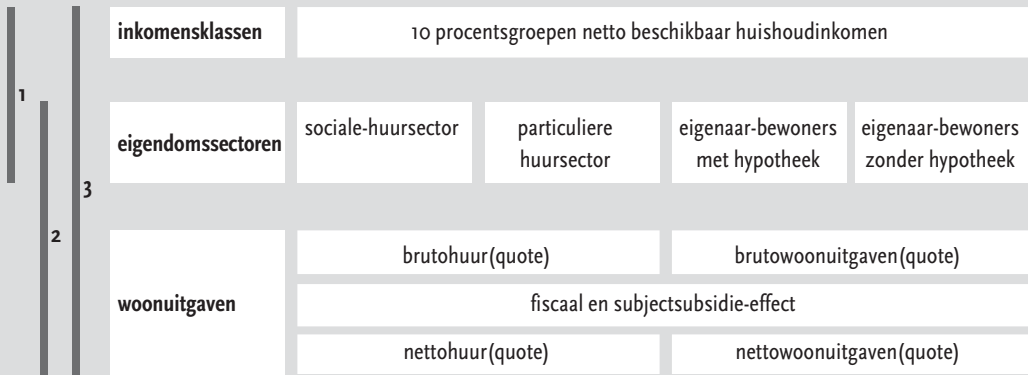 inkomensklassen
10 procentsgroepen netto beschikbaar huishoudinkomen
1
eigendomssectoren
sociale-huursector
particuliere
huursector
eigenaar-bewoners
met hypotheek
eigenaar-bewoners
zonder hypotheek
3
2
woonuitgaven
brutohuur(quote)
brutowoonuitgaven(quote)
fiscaal en subjectsubsidie-effect
nettohuur(quote)
nettowoonuitgaven(quote)